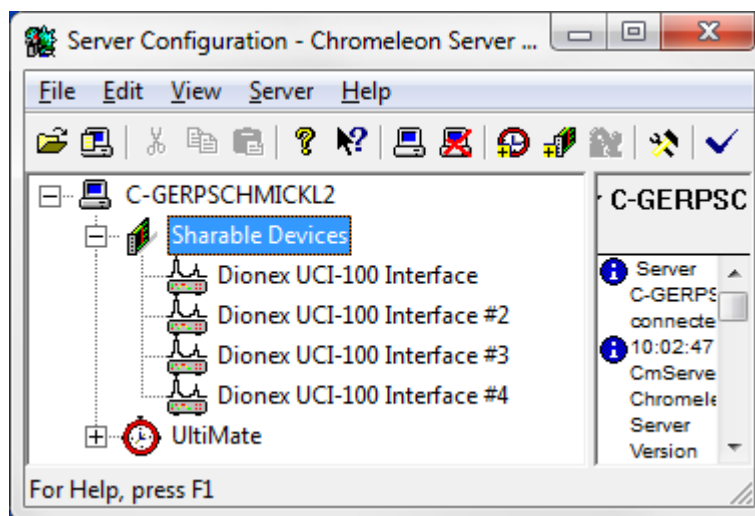 Server Configuration - Chromeleon Server ...
File Edit View Server Help
C-GERPSCHMICKL2
Sharable Devices
Dionex UCI-100 Interface
Dionex UCI-100 Interface #2
Dionex UCI-100 Interface #3
Dionex UCI-100 Interface #4
UltiMate
C-GERPSC
Server
C-GERPS
connecte
10:02:47
CmServe
Chromele
Server
Version
For Help, press F1